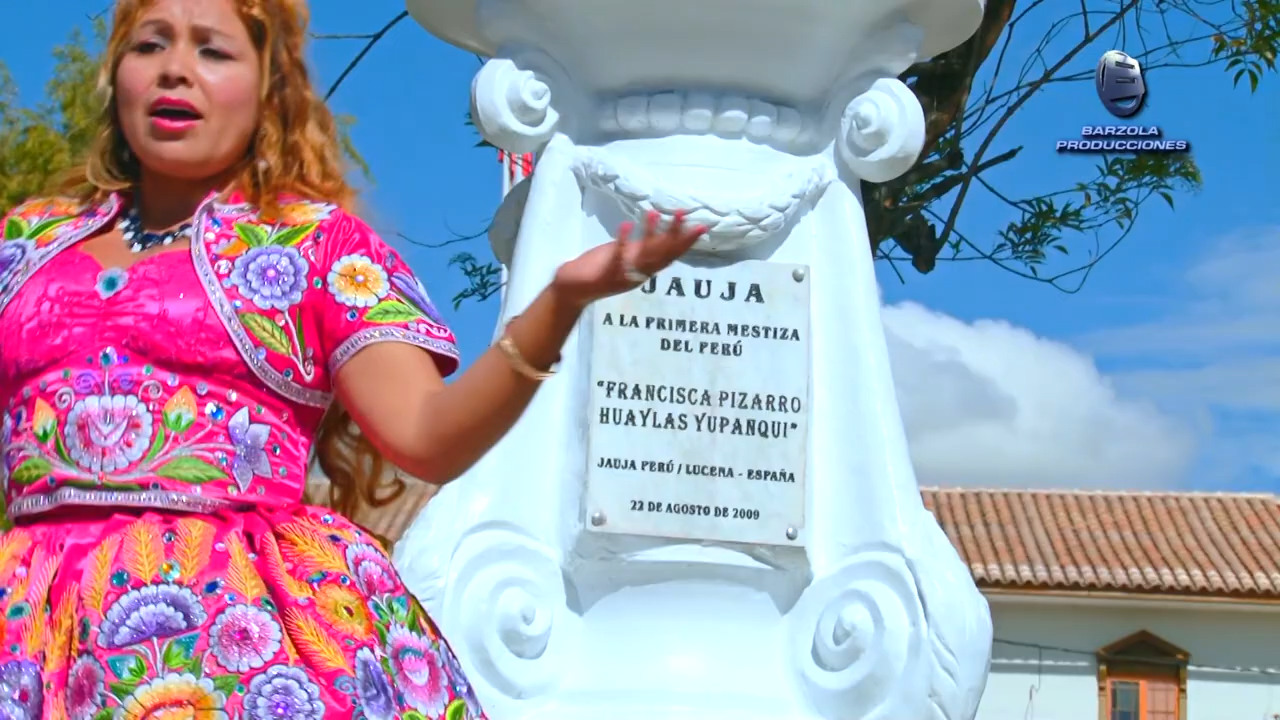 BARZOLA
PRODUCCIONES
JAUJA
A LA PRIMERA MESTIZA
DEL PERÚ
"FRANCISCA PIZARRO
HUAYLAS YUPANQUI"
JAUJA PERÚ / LUCENA - ESPAÑA
22 DE AGOSTO DE 2009